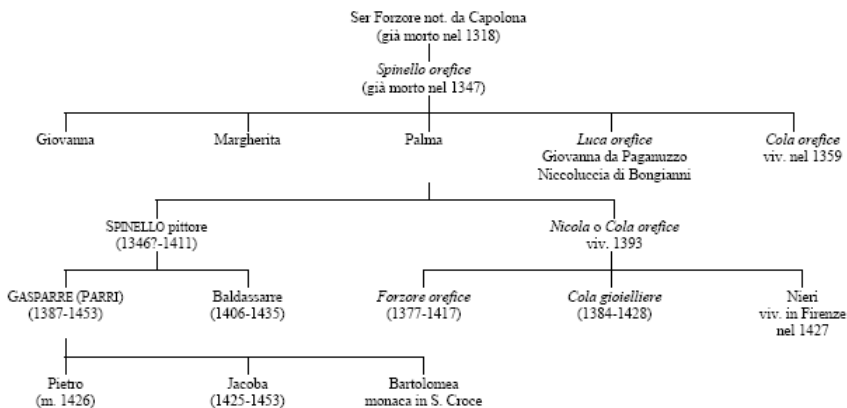 Ser Forzore not. da Capolona
(già morto nel 1318)
Spinello orefice
(già morto nel 1347)
Giovanna
Margherita
Palma
Luca orefice
Giovanna da Paganuzzo
Niccoluccia di Bongianni
Cola orefice
viv. nel 1359
SPINELLO pittore
(1346?-1411)
Nicola o Cola orefice
viv. 1393
GASPARRE (PARRI)
(1387-1453)
Baldassarre
(1406-1435)
Forzore orefice
(1377-1417)
Cola gioielliere
(1384-1428)
Nieri
viv. in Firenze
nel 1427
Pietro
(m. 1426)
Jacoba
(1425-1453)
Bartolomea
monaca in S. Croce